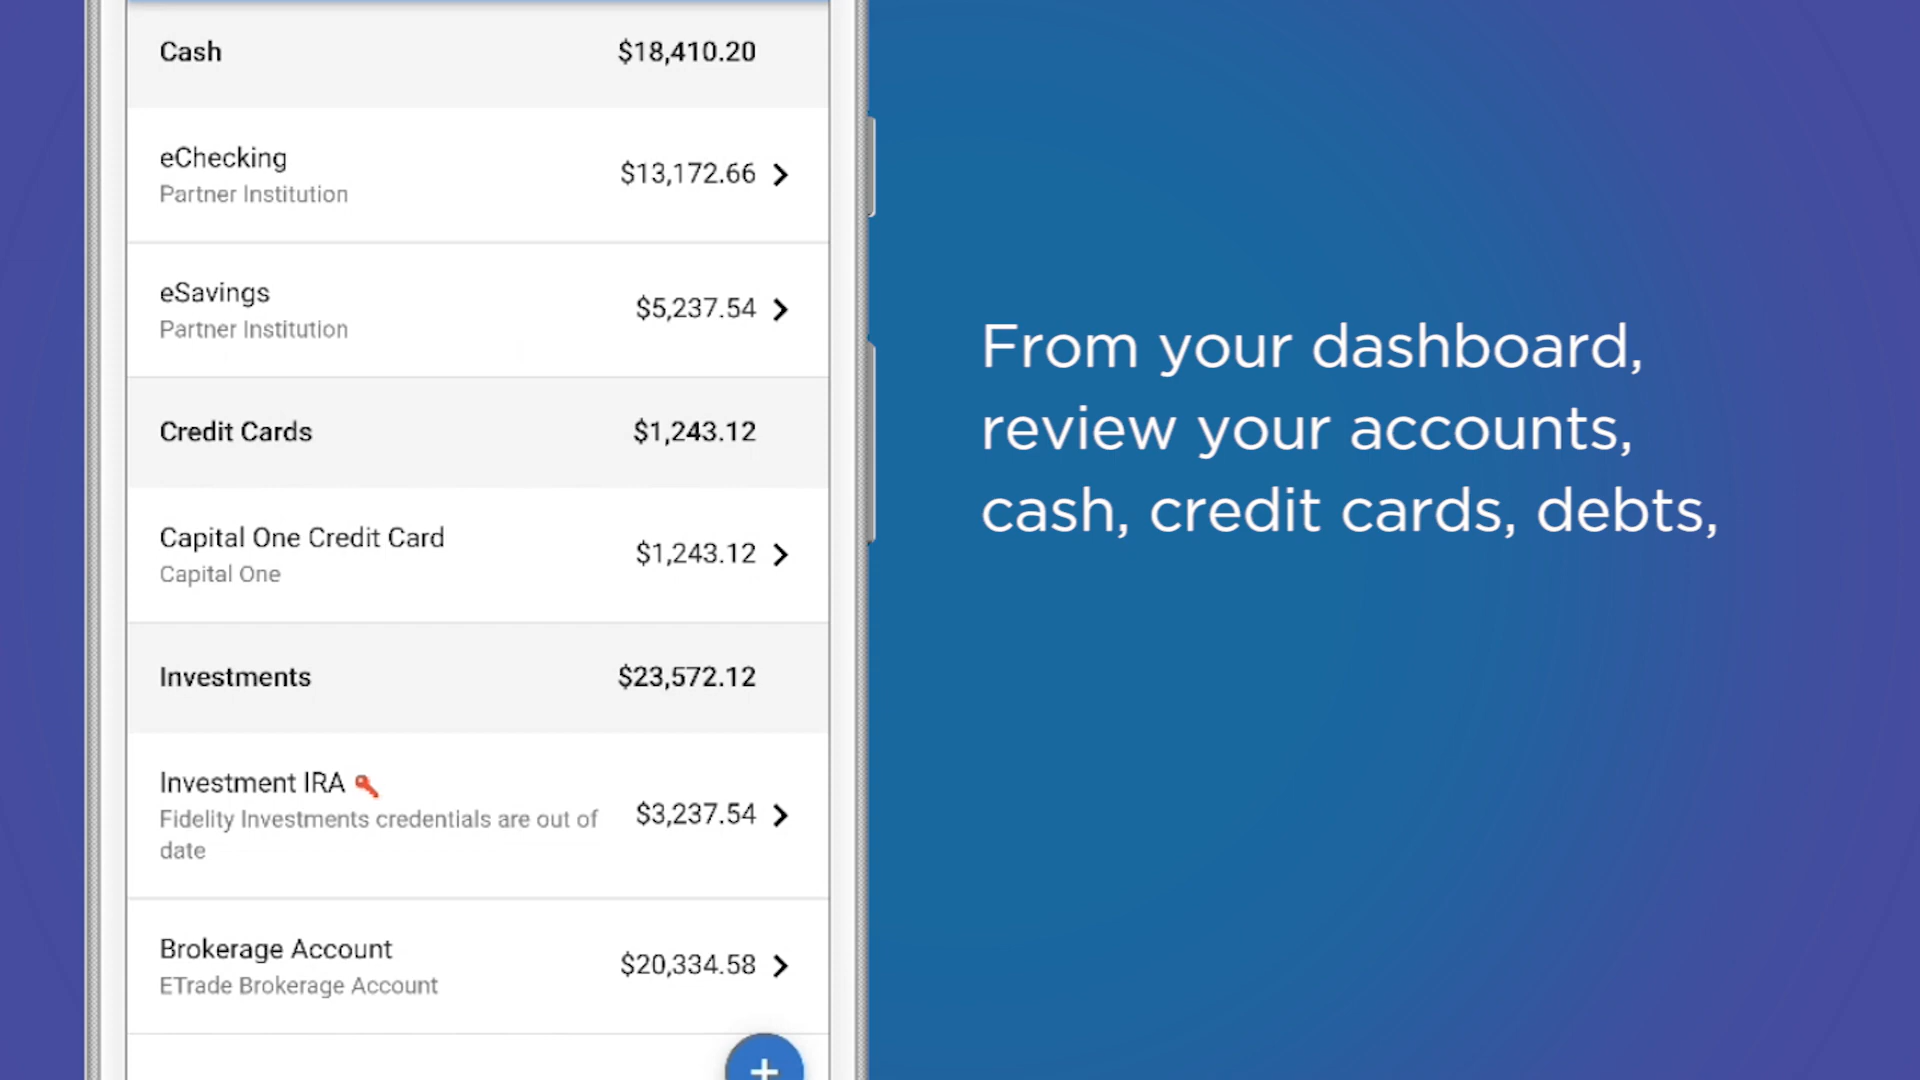 Cash $18,410.20
eChecking $13,172.66
Partner Institution
eSavings $5,237.54
Partner Institution
Credit Cards $1,243.12
Capital One Credit Card $1,243.12
Capital One
Investments $23,572.12
Investment IRA $3,237.54
Fidelity Investments credentials are out of
date
Brokerage Account $20,334.58
ETrade Brokerage Account
+
From your dashboard,
review your accounts,
cash, credit cards, debts,